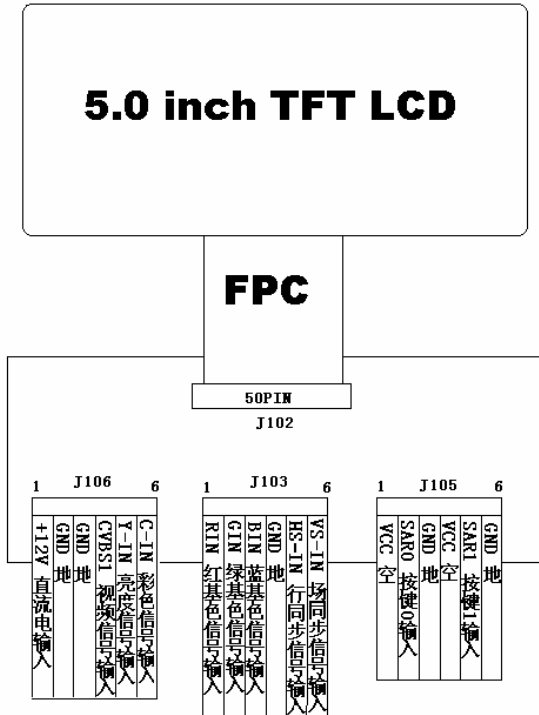 5.0 inch TFT LCD
FPC
50PIN
J102
1 J106 6
+12V 直流电输入
GND 地
GND 地
CVBS1 视频信号输入
Y-IN 亮度信号输入
C-IN 彩色信号输入
1 J103 6
RIN 红基色信号输入
GIN 绿基色信号输入
BIN 蓝基色信号输入
GND 地
HS-IN 行同步信号输入
VS-IN 场同步信号输入
1 J105 6
VCC 空
SAR0 按键0输入
GND 地
VCC 空
SAR1 按键1输入
GND 地